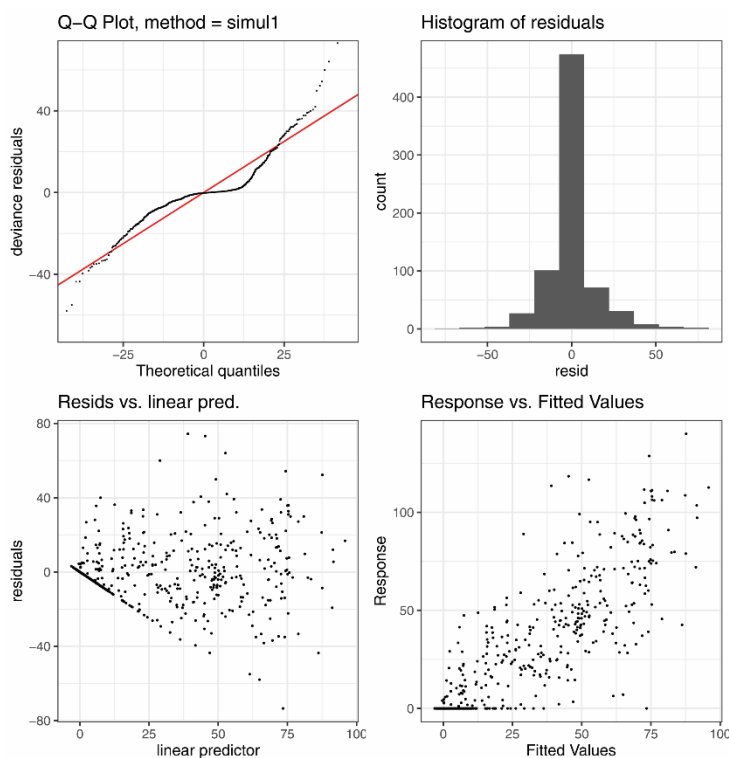 Q−Q Plot, method = simul1
deviance residuals
40
0
−40
−25
0
25
Theoretical quantiles
Histogram of residuals
count
400
300
200
100
0
−50
0
50
resid
Resids vs. linear pred.
residuals
80
40
0
−40
−80
0
25
50
75
100
linear predictor
Response vs. Fitted Values
Response
100
50
0
0
25
50
75
100
Fitted Values